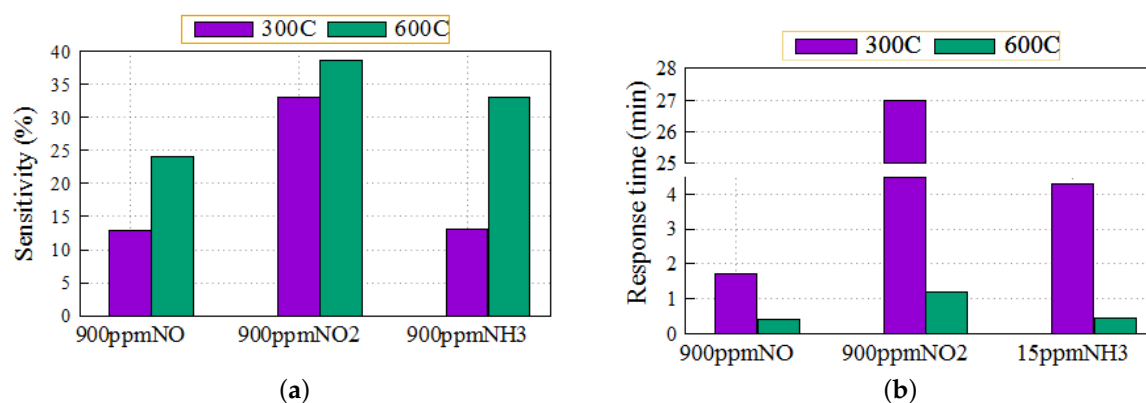 300C 600C
Sensitivity (%)
40
35
30
25
20
15
10
5
0
900ppmNO 900ppmNO2 900ppmNH3
(a)
300C 600C
Response time (min)
28
27
26
25
4
3
2
1
0
900ppmNO 900ppmNO2 15ppmNH3
(b)